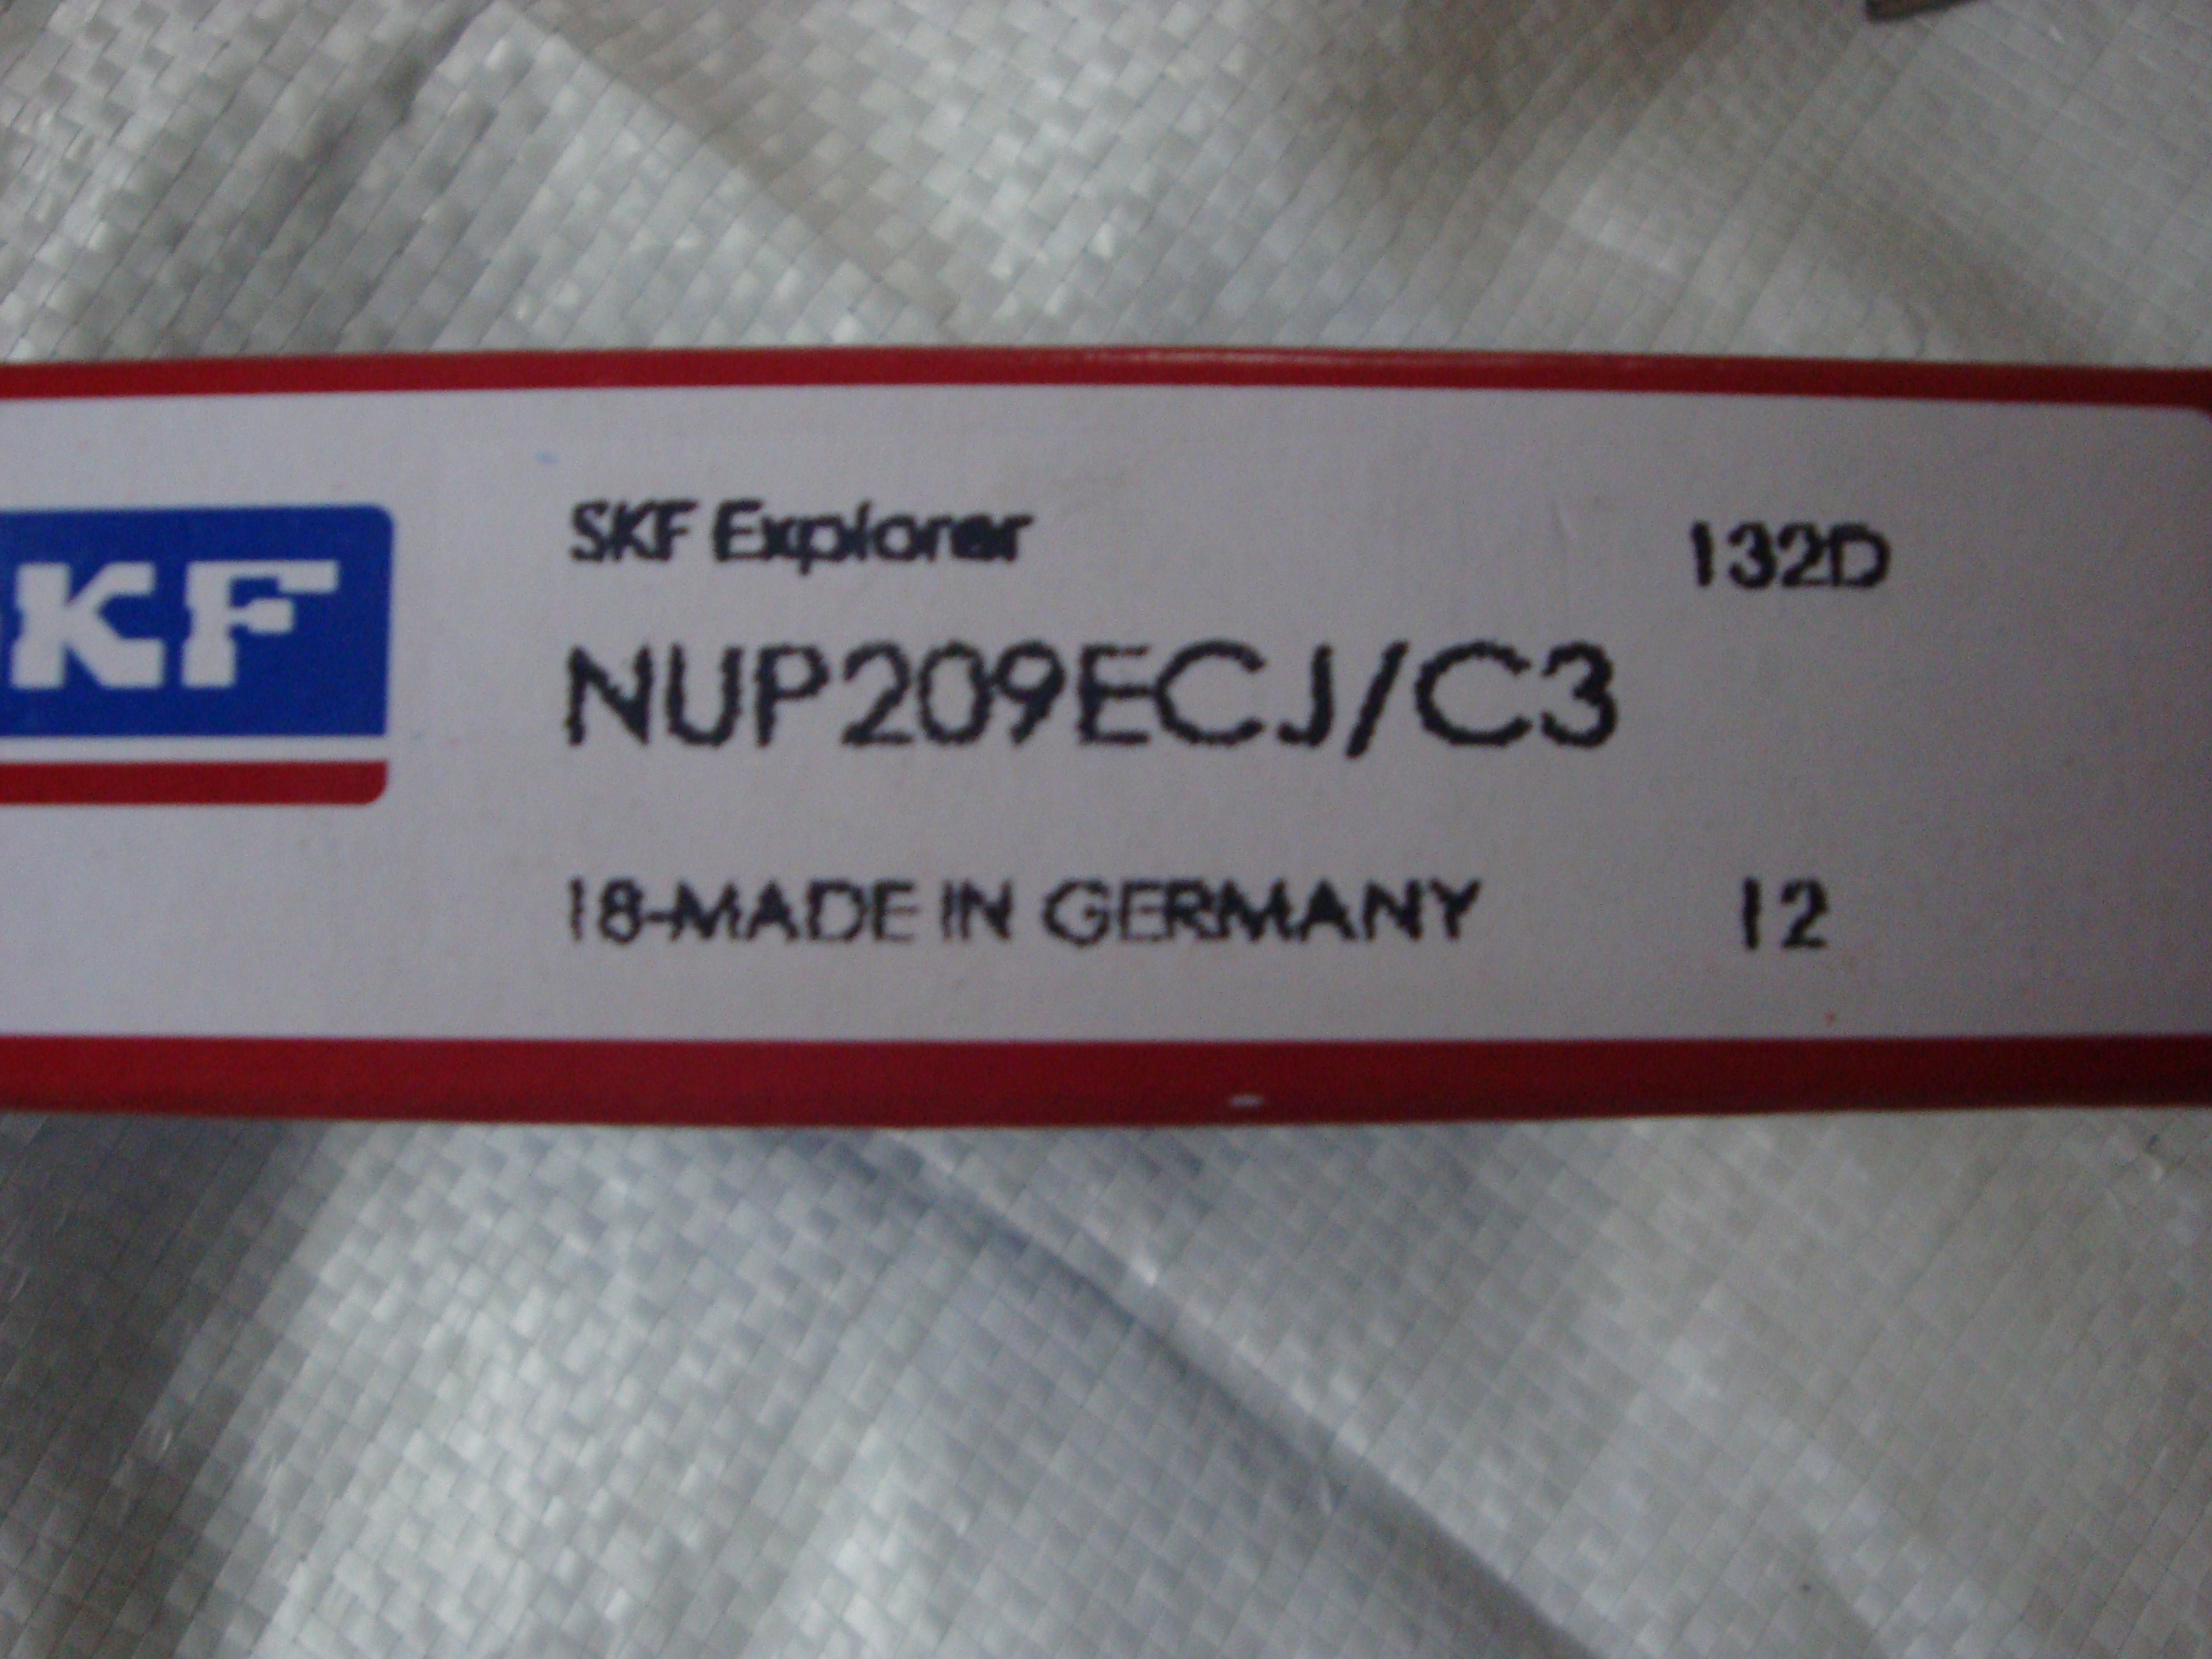 KF
SKF Explorer 132D
NUP209ECJ/C3
18-MADE IN GERMANY 12